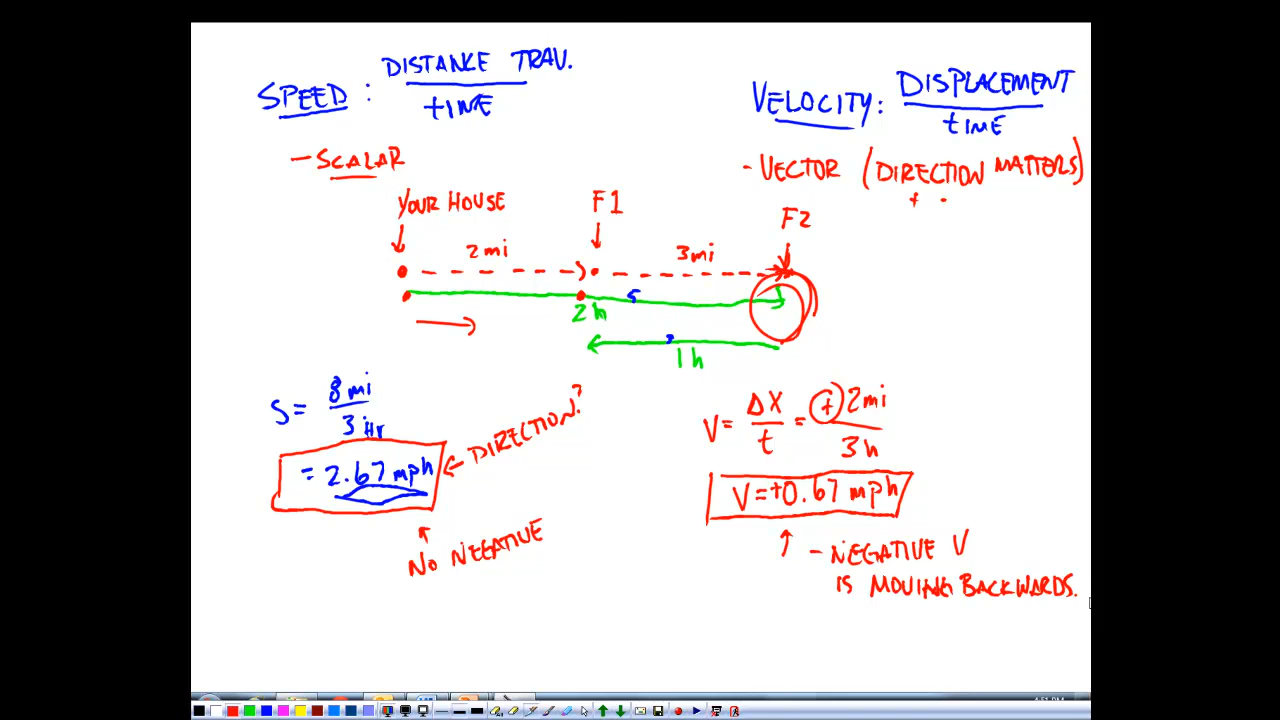 SPEED: DISTANCE TRAV.
TIME
- SCALAR
VELOCITY: DISPLACEMENT
TIME
- VECTOR (DIRECTION MATTERS)
+ -
YOUR HOUSE
F1
F2
2mi
3mi
5
2h
3
1h
S= 8mi
3 Hr
= 2.67 mph
← DIRECTION?
NO NEGATIVE
V= ΔX = +2mi
t 3h
V=+0.67 mph
- NEGATIVE V
IS MOVING BACKWARDS.